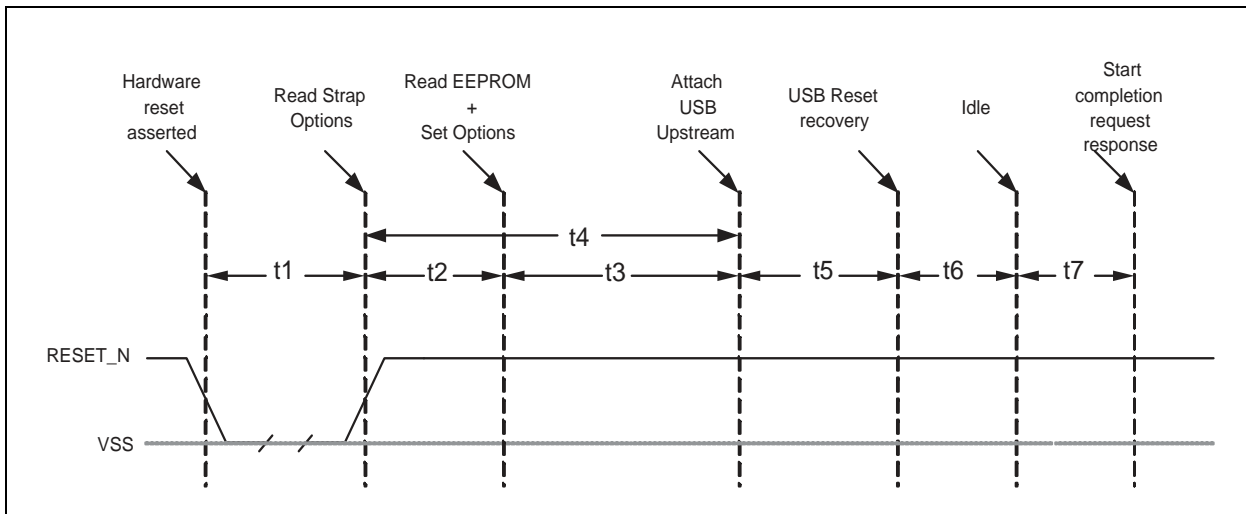 Hardware
reset
asserted
Read Strap
Options
Read EEPROM
+
Set Options
Attach
USB
Upstream
USB Reset
recovery
Idle
Start
completion
request
response
t4
t1
t2
t3
t5
t6
t7
RESET_N
VSS